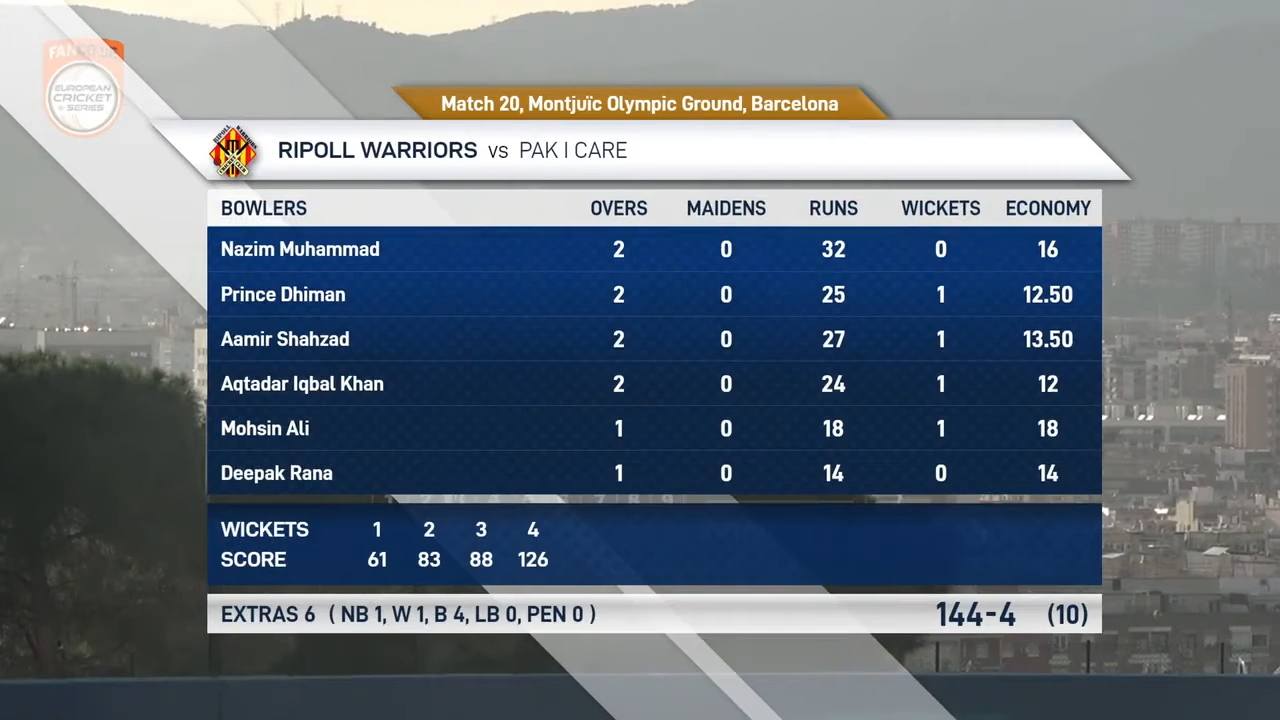 FANCODE
EUROPEAN
CRICKET
SERIES
Match 20, Montjuïc Olympic Ground, Barcelona
RIPOLL WARRIORS vs PAK I CARE
BOWLERS OVERS MAIDENS RUNS WICKETS ECONOMY
Nazim Muhammad 2 0 32 0 16
Prince Dhiman 2 0 25 1 12.50
Aamir Shahzad 2 0 27 1 13.50
Aqtadar Iqbal Khan 2 0 24 1 12
Mohsin Ali 1 0 18 1 18
Deepak Rana 1 0 14 0 14
WICKETS 1 2 3 4
SCORE 61 83 88 126
EXTRAS 6 ( NB 1, W 1, B 4, LB 0, PEN 0 ) 144-4 (10)